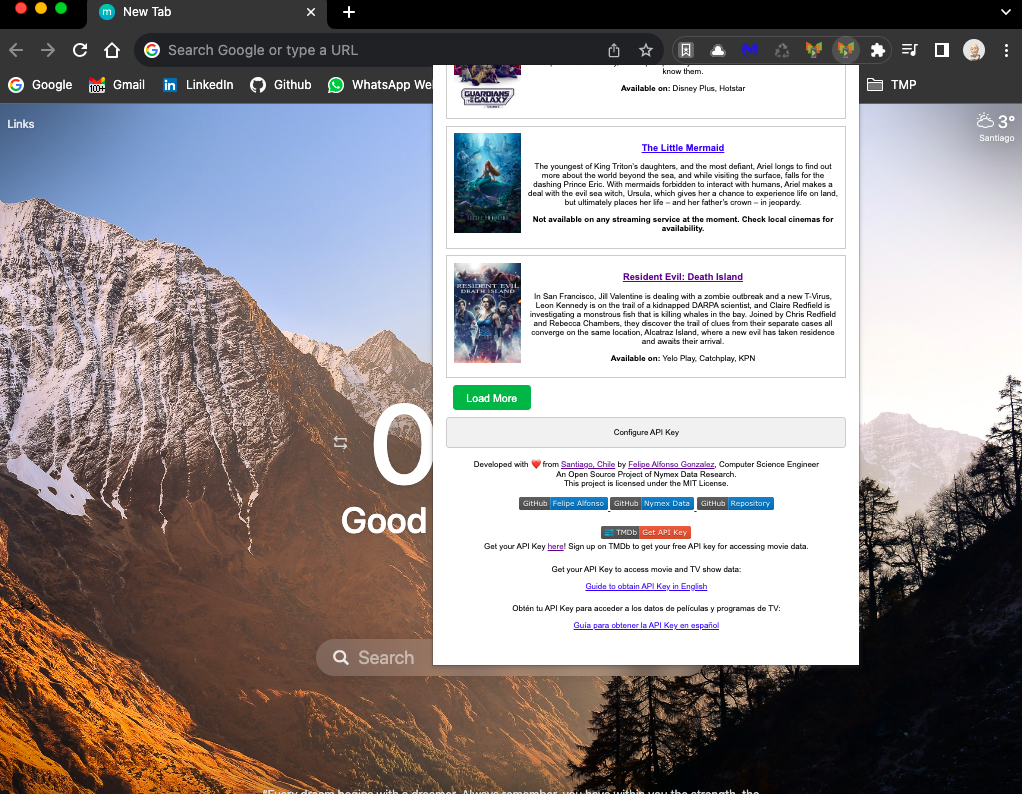 New Tab
Search Google or type a URL
Google
Gmail
LinkedIn
Github
WhatsApp We
TMP
Links
3°
Santiago
know them.
GUARDIANS
GALAXY
Available on: Disney Plus, Hotstar
The Little Mermaid
The youngest of King Triton's daughters, and the most defiant, Ariel longs to find out
more about the world beyond the sea, and while visiting the surface, falls for the
dashing Prince Eric. With mermaids forbidden to interact with humans, Ariel makes a
deal with the evil sea witch, Ursula, which gives her a chance to experience life on land,
but ultimately places her life – and her father's crown – in jeopardy.
Not available on any streaming service at the moment. Check local cinemas for
availability.
RESIDENT EVIL
DEATH ISLAND
Resident Evil: Death Island
In San Francisco, Jill Valentine is dealing with a zombie outbreak and a new T-Virus,
Leon Kennedy is on the trail of a kidnapped DARPA scientist, and Claire Redfield is
investigating a monstrous fish that is killing whales in the bay. Joined by Chris Redfield
and Rebecca Chambers, they discover the trail of clues from their separate cases all
converge on the same location, Alcatraz Island, where a new evil has taken residence
and awaits their arrival.
Available on: Yelo Play, Catchplay, KPN
Load More
Configure API Key
0
Good
Developed with ❤️ from Santiago, Chile by Felipe Alfonso Gonzalez, Computer Science Engineer
An Open Source Project of Nymex Data Research.
This project is licensed under the MIT License.
GitHub Felipe Alfonso GitHub Nymex Data GitHub Repository
TMDb Get API Key
Get your API Key here! Sign up on TMDb to get your free API key for accessing movie data.
Get your API Key to access movie and TV show data:
Guide to obtain API Key in English
Obtén tu API Key para acceder a los datos de películas y programas de TV:
Guía para obtener la API Key en español
Search
"Every dream begins with a dreamer. Always remember, you have within you the strength, the